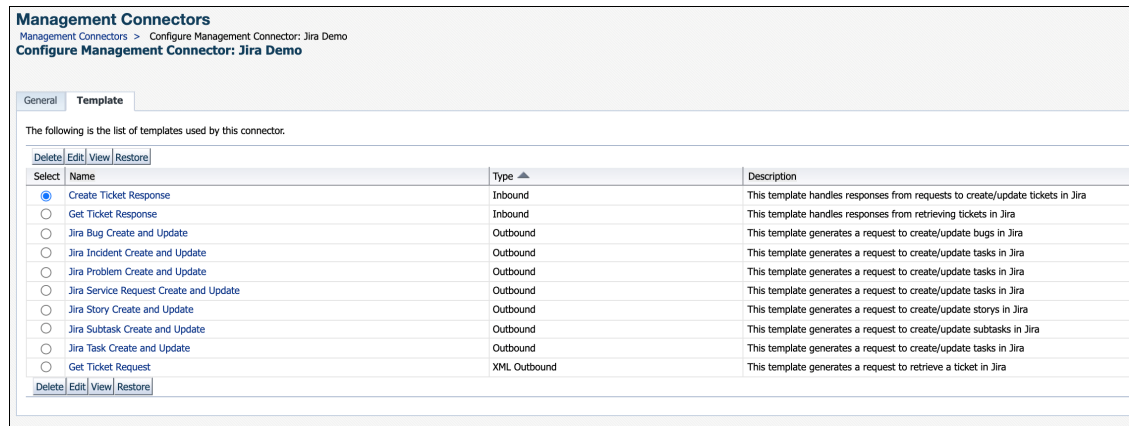 Management Connectors
Management Connectors > Configure Management Connector: Jira Demo
Configure Management Connector: Jira Demo
General Template
The following is the list of templates used by this connector.
Delete Edit View Restore
Select Name Type Description
Create Ticket Response Inbound This template handles responses from requests to create/update tickets in Jira
Get Ticket Response Inbound This template handles responses from retrieving tickets in Jira
Jira Bug Create and Update Outbound This template generates a request to create/update bugs in Jira
Jira Incident Create and Update Outbound This template generates a request to create/update tasks in Jira
Jira Problem Create and Update Outbound This template generates a request to create/update tasks in Jira
Jira Service Request Create and Update Outbound This template generates a request to create/update tasks in Jira
Jira Story Create and Update Outbound This template generates a request to create/update storys in Jira
Jira Subtask Create and Update Outbound This template generates a request to create/update subtasks in Jira
Jira Task Create and Update Outbound This template generates a request to create/update tasks in Jira
Get Ticket Request XML Outbound This template generates a request to retrieve a ticket in Jira
Delete Edit View Restore